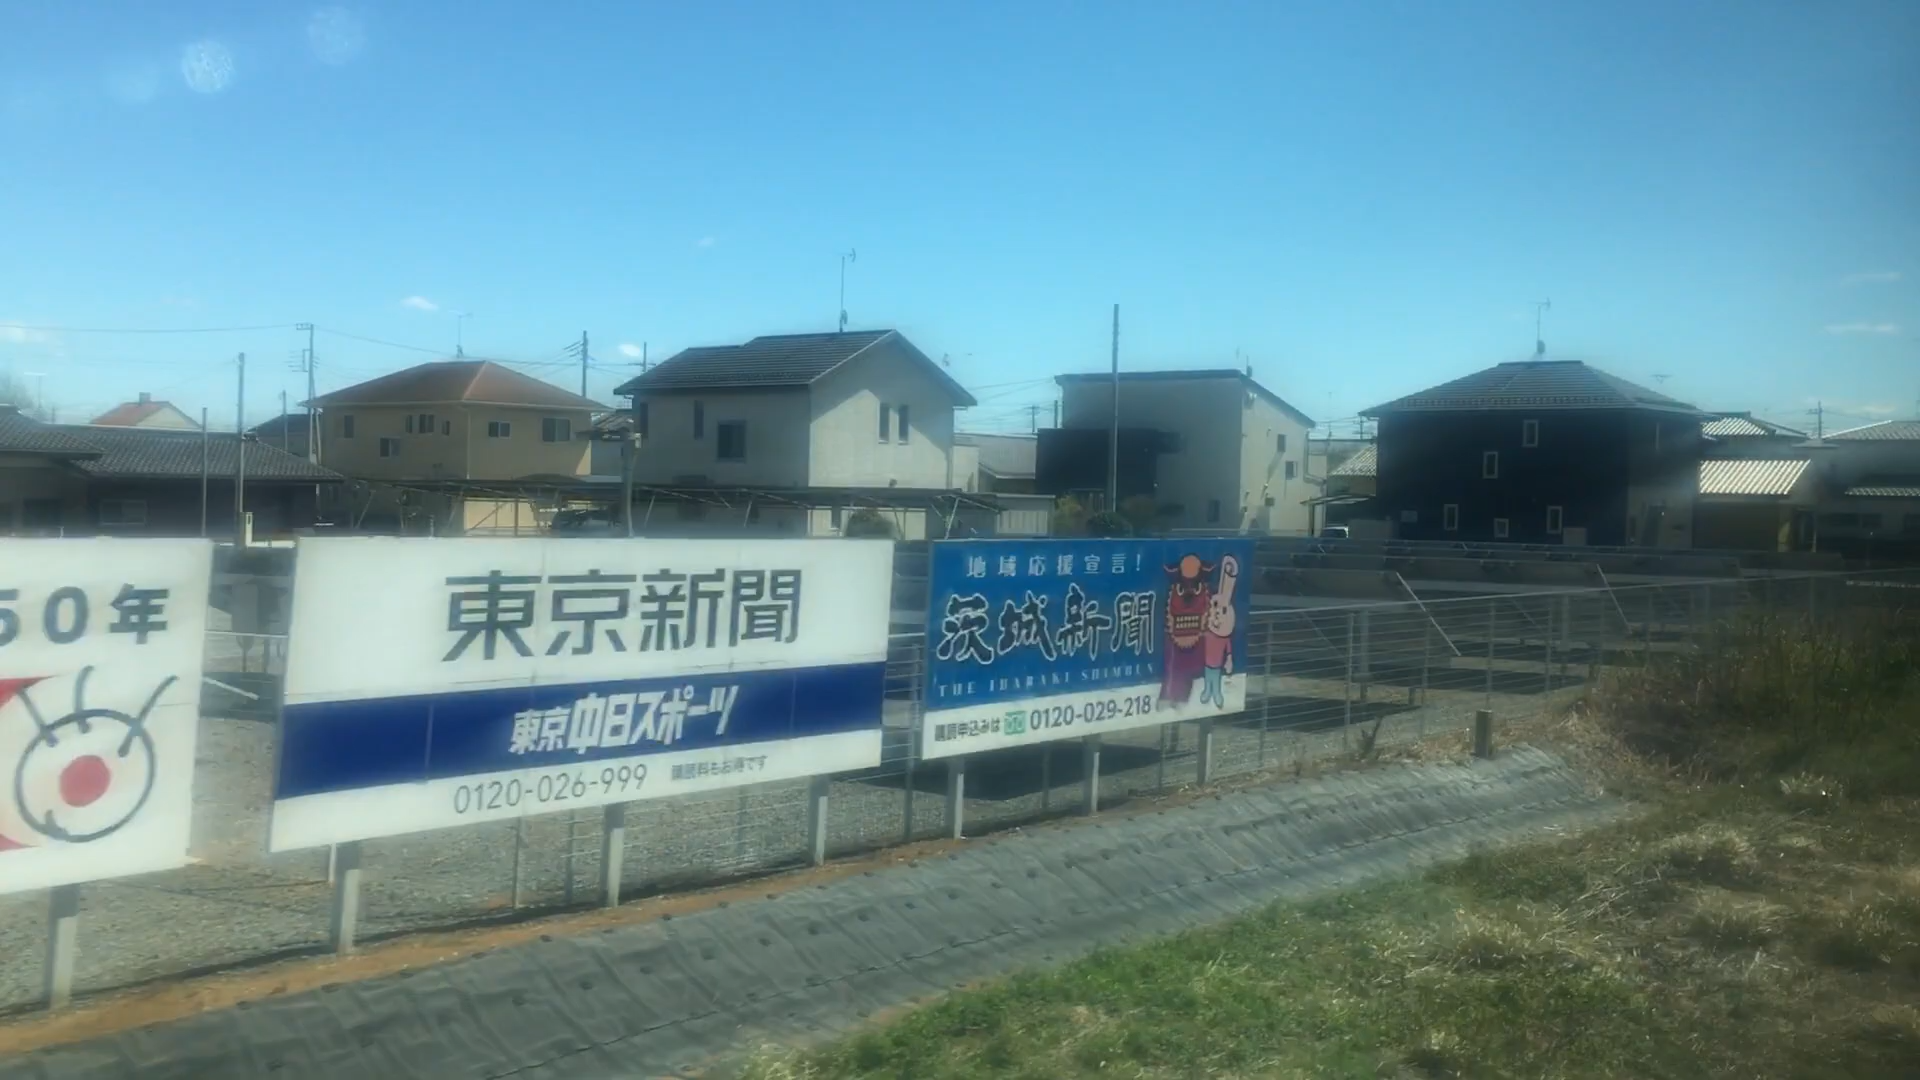 50年
東京新聞
東京中日スポーツ
0120-026-999 購読料もお得です
地域応援宣言!
茨城新聞
THE IBARAKI SHIMBUN
購読申込みは 0120-029-218